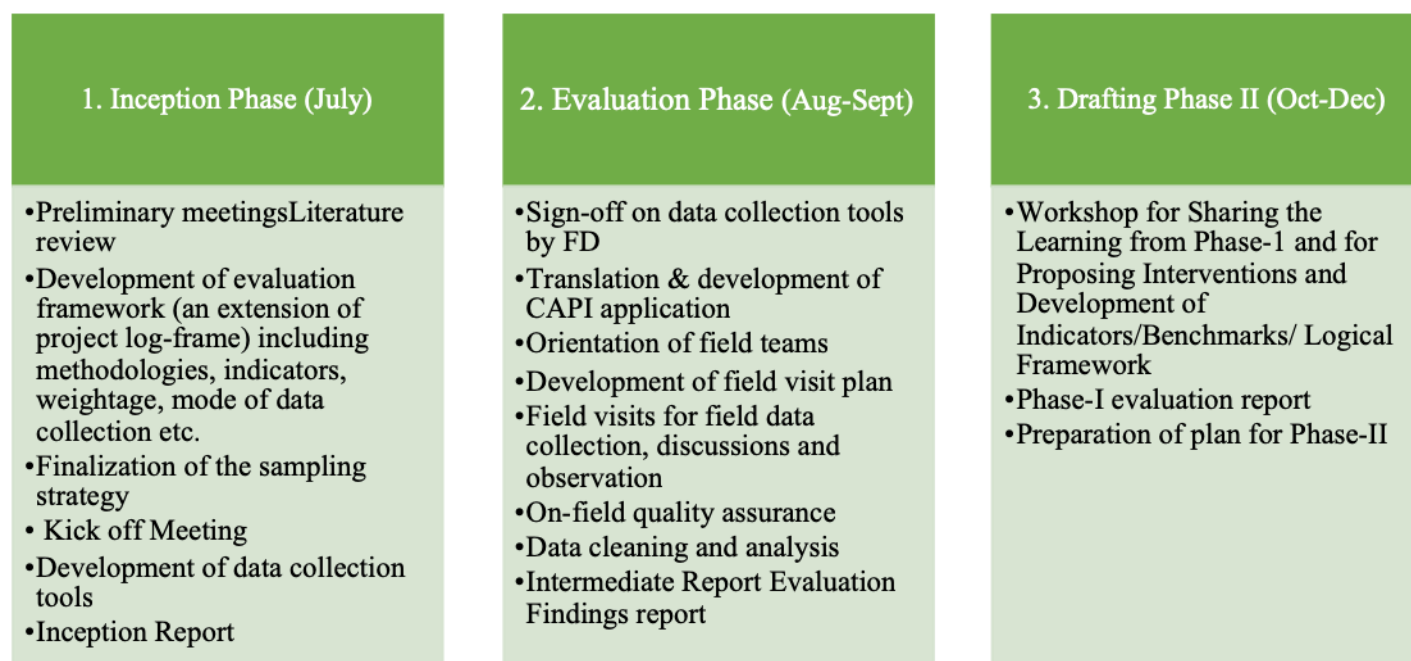 1. Inception Phase (July)
•Preliminary meetingsLiterature
review
•Development of evaluation
framework (an extension of
project log-frame) including
methodologies, indicators,
weightage, mode of data
collection etc.
•Finalization of the sampling
strategy
• Kick off Meeting
•Development of data collection
tools
•Inception Report
2. Evaluation Phase (Aug-Sept)
•Sign-off on data collection tools
by FD
•Translation & development of
CAPI application
•Orientation of field teams
•Development of field visit plan
•Field visits for field data
collection, discussions and
observation
•On-field quality assurance
•Data cleaning and analysis
•Intermediate Report Evaluation
Findings report
3. Drafting Phase II (Oct-Dec)
•Workshop for Sharing the
Learning from Phase-1 and for
Proposing Interventions and
Development of
Indicators/Benchmarks/ Logical
Framework
•Phase-I evaluation report
•Preparation of plan for Phase-II